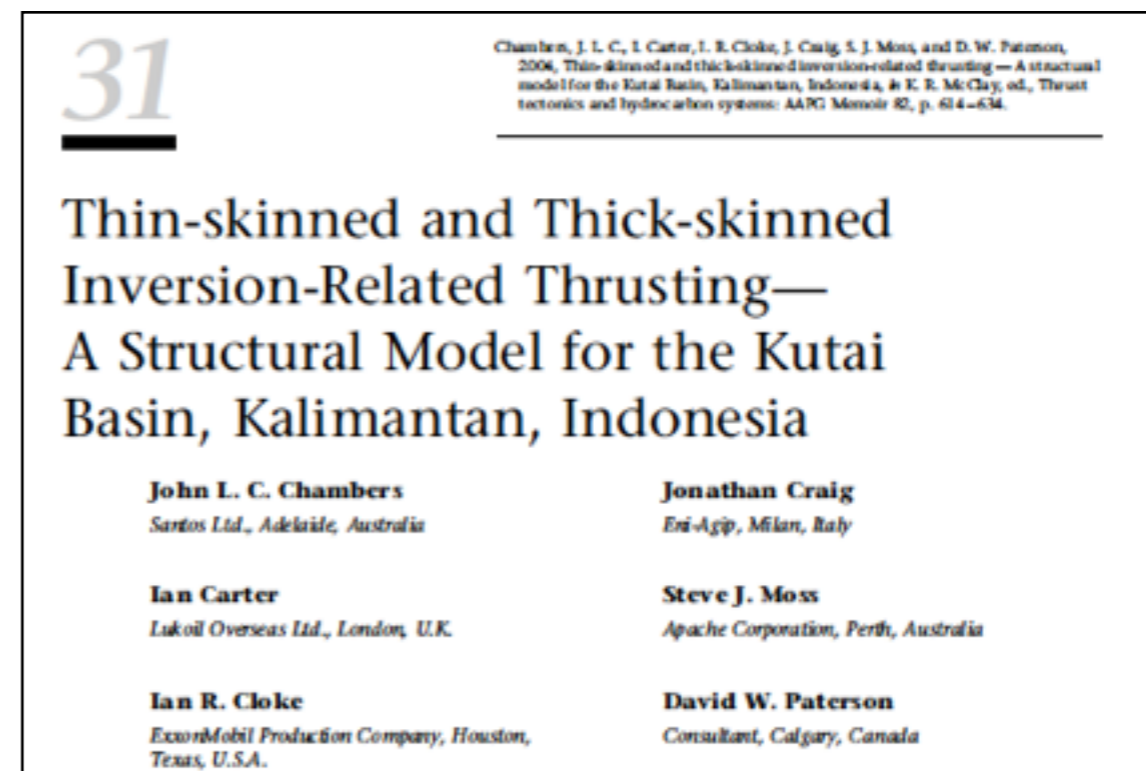 31
Chambers, J. L. C., I. Carter, I. R. Cloke, J. Craig, S. J. Moss, and D. W. Paterson,
2004, Thin-skinned and thick-skinned inversion-related thrusting — A structural
model for the Kutai Basin, Kalimantan, Indonesia, in K. R. McClay, ed., Thrust
tectonics and hydrocarbon systems: AAPG Memoir 82, p. 614–634.
Thin-skinned and Thick-skinned
Inversion-Related Thrusting—
A Structural Model for the Kutai
Basin, Kalimantan, Indonesia
John L. C. Chambers
Santos Ltd., Adelaide, Australia
Ian Carter
Lukoil Overseas Ltd., London, U.K.
Ian R. Cloke
ExxonMobil Production Company, Houston,
Texas, U.S.A.
Jonathan Craig
Eni-Agip, Milan, Italy
Steve J. Moss
Apache Corporation, Perth, Australia
David W. Paterson
Consultant, Calgary, Canada